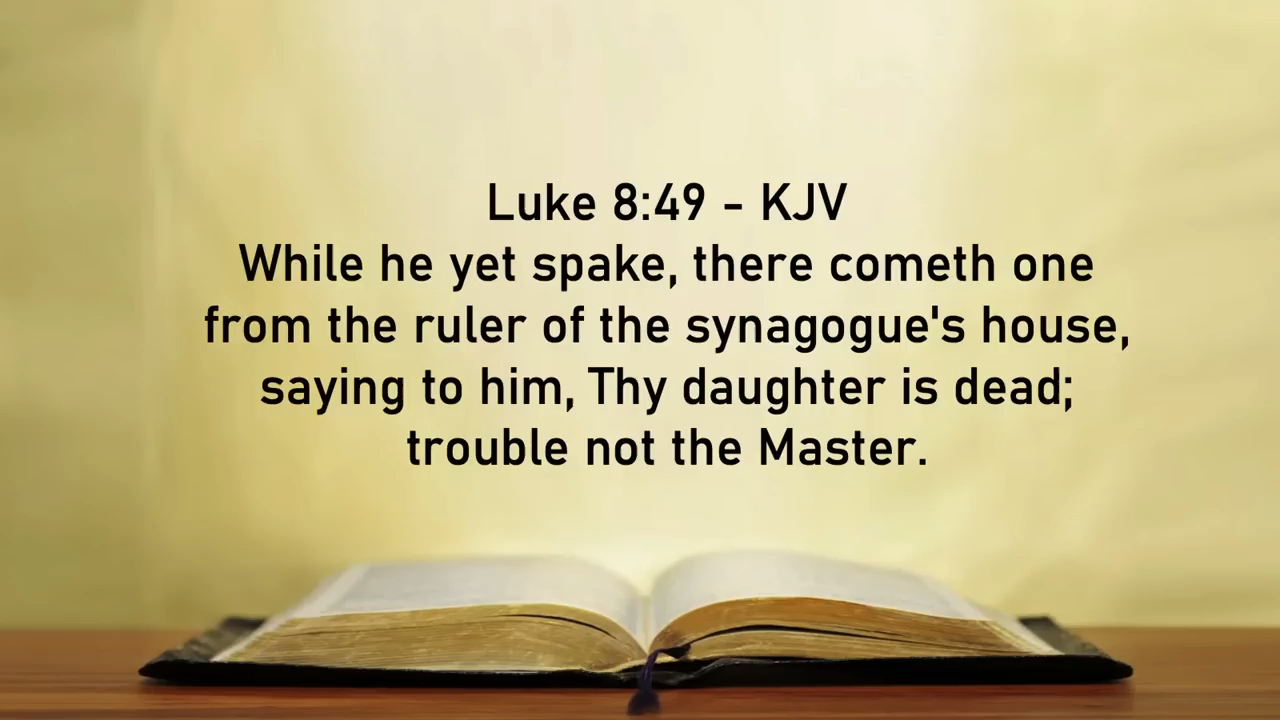 Luke 8:49 - KJV
While he yet spake, there cometh one
from the ruler of the synagogue's house,
saying to him, Thy daughter is dead;
trouble not the Master.